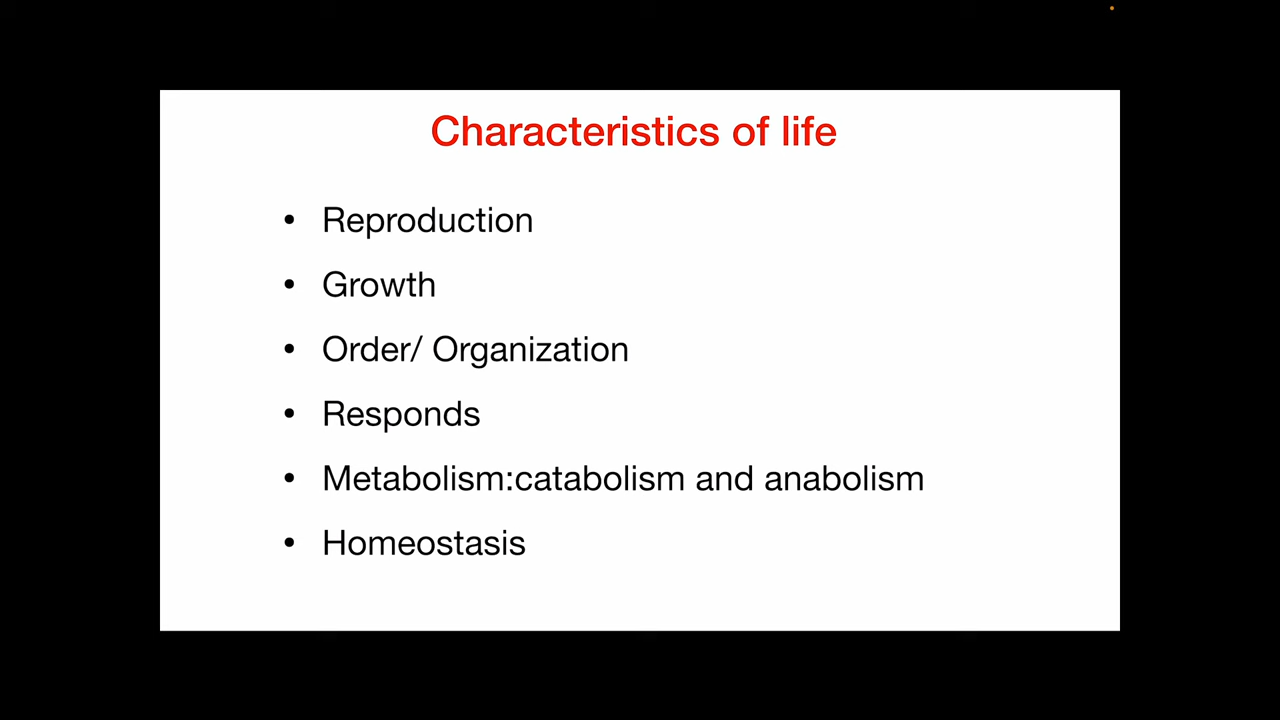 Characteristics of life
• Reproduction
• Growth
• Order/ Organization
• Responds
• Metabolism:catabolism and anabolism
• Homeostasis